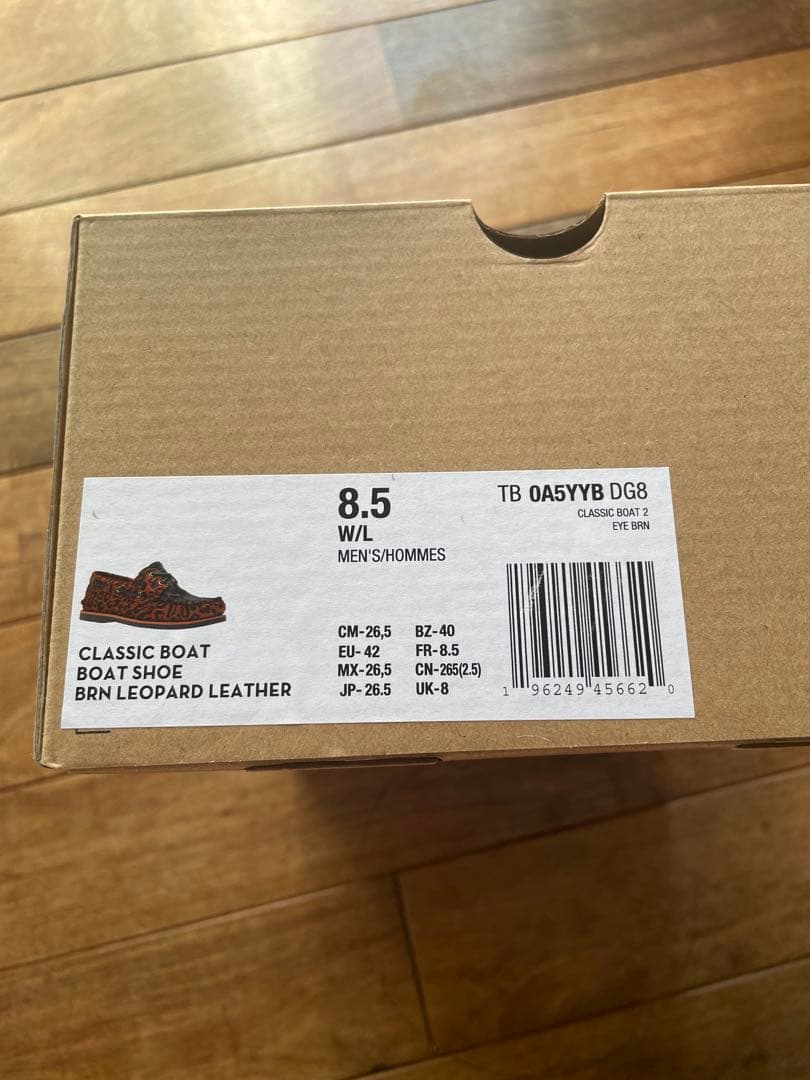 8.5
W/L
MEN'S/HOMMES
TB 0A5YYB DG8
CLASSIC BOAT 2
EYE BRN
CLASSIC BOAT
BOAT SHOE
BRN LEOPARD LEATHER
CM-26,5 BZ-40
EU- 42 FR-8.5
MX-26,5 CN-265(2.5)
JP- 26.5 UK-8
1 96249 45662 0